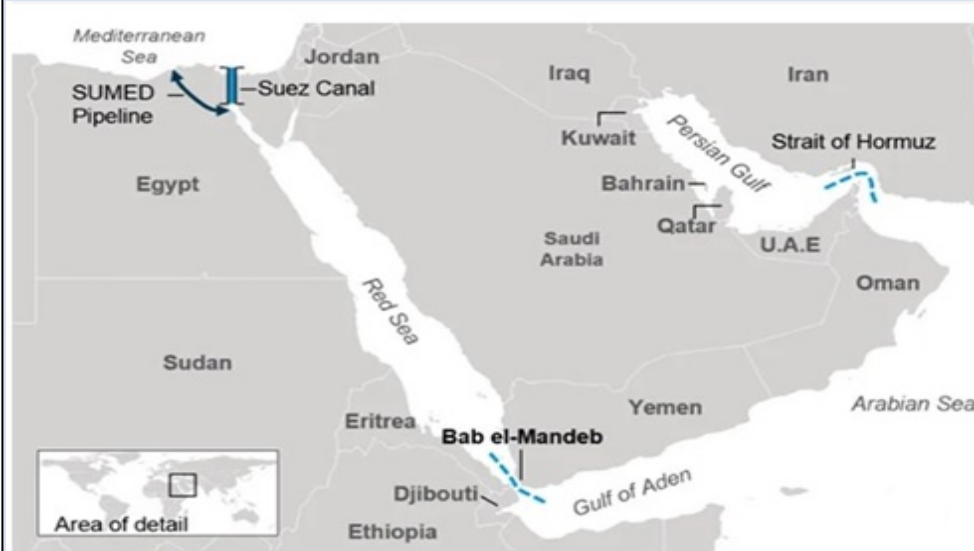 Mediterranean
Sea
Jordan
Iraq
Iran
SUMED
Pipeline
Suez Canal
Kuwait
Persian Gulf
Strait of Hormuz
Egypt
Bahrain
Qatar
U.A.E
Saudi
Arabia
Oman
Red Sea
Sudan
Yemen
Arabian Sea
Eritrea
Bab el-Mandeb
Djibouti
Gulf of Aden
Area of detail
Ethiopia